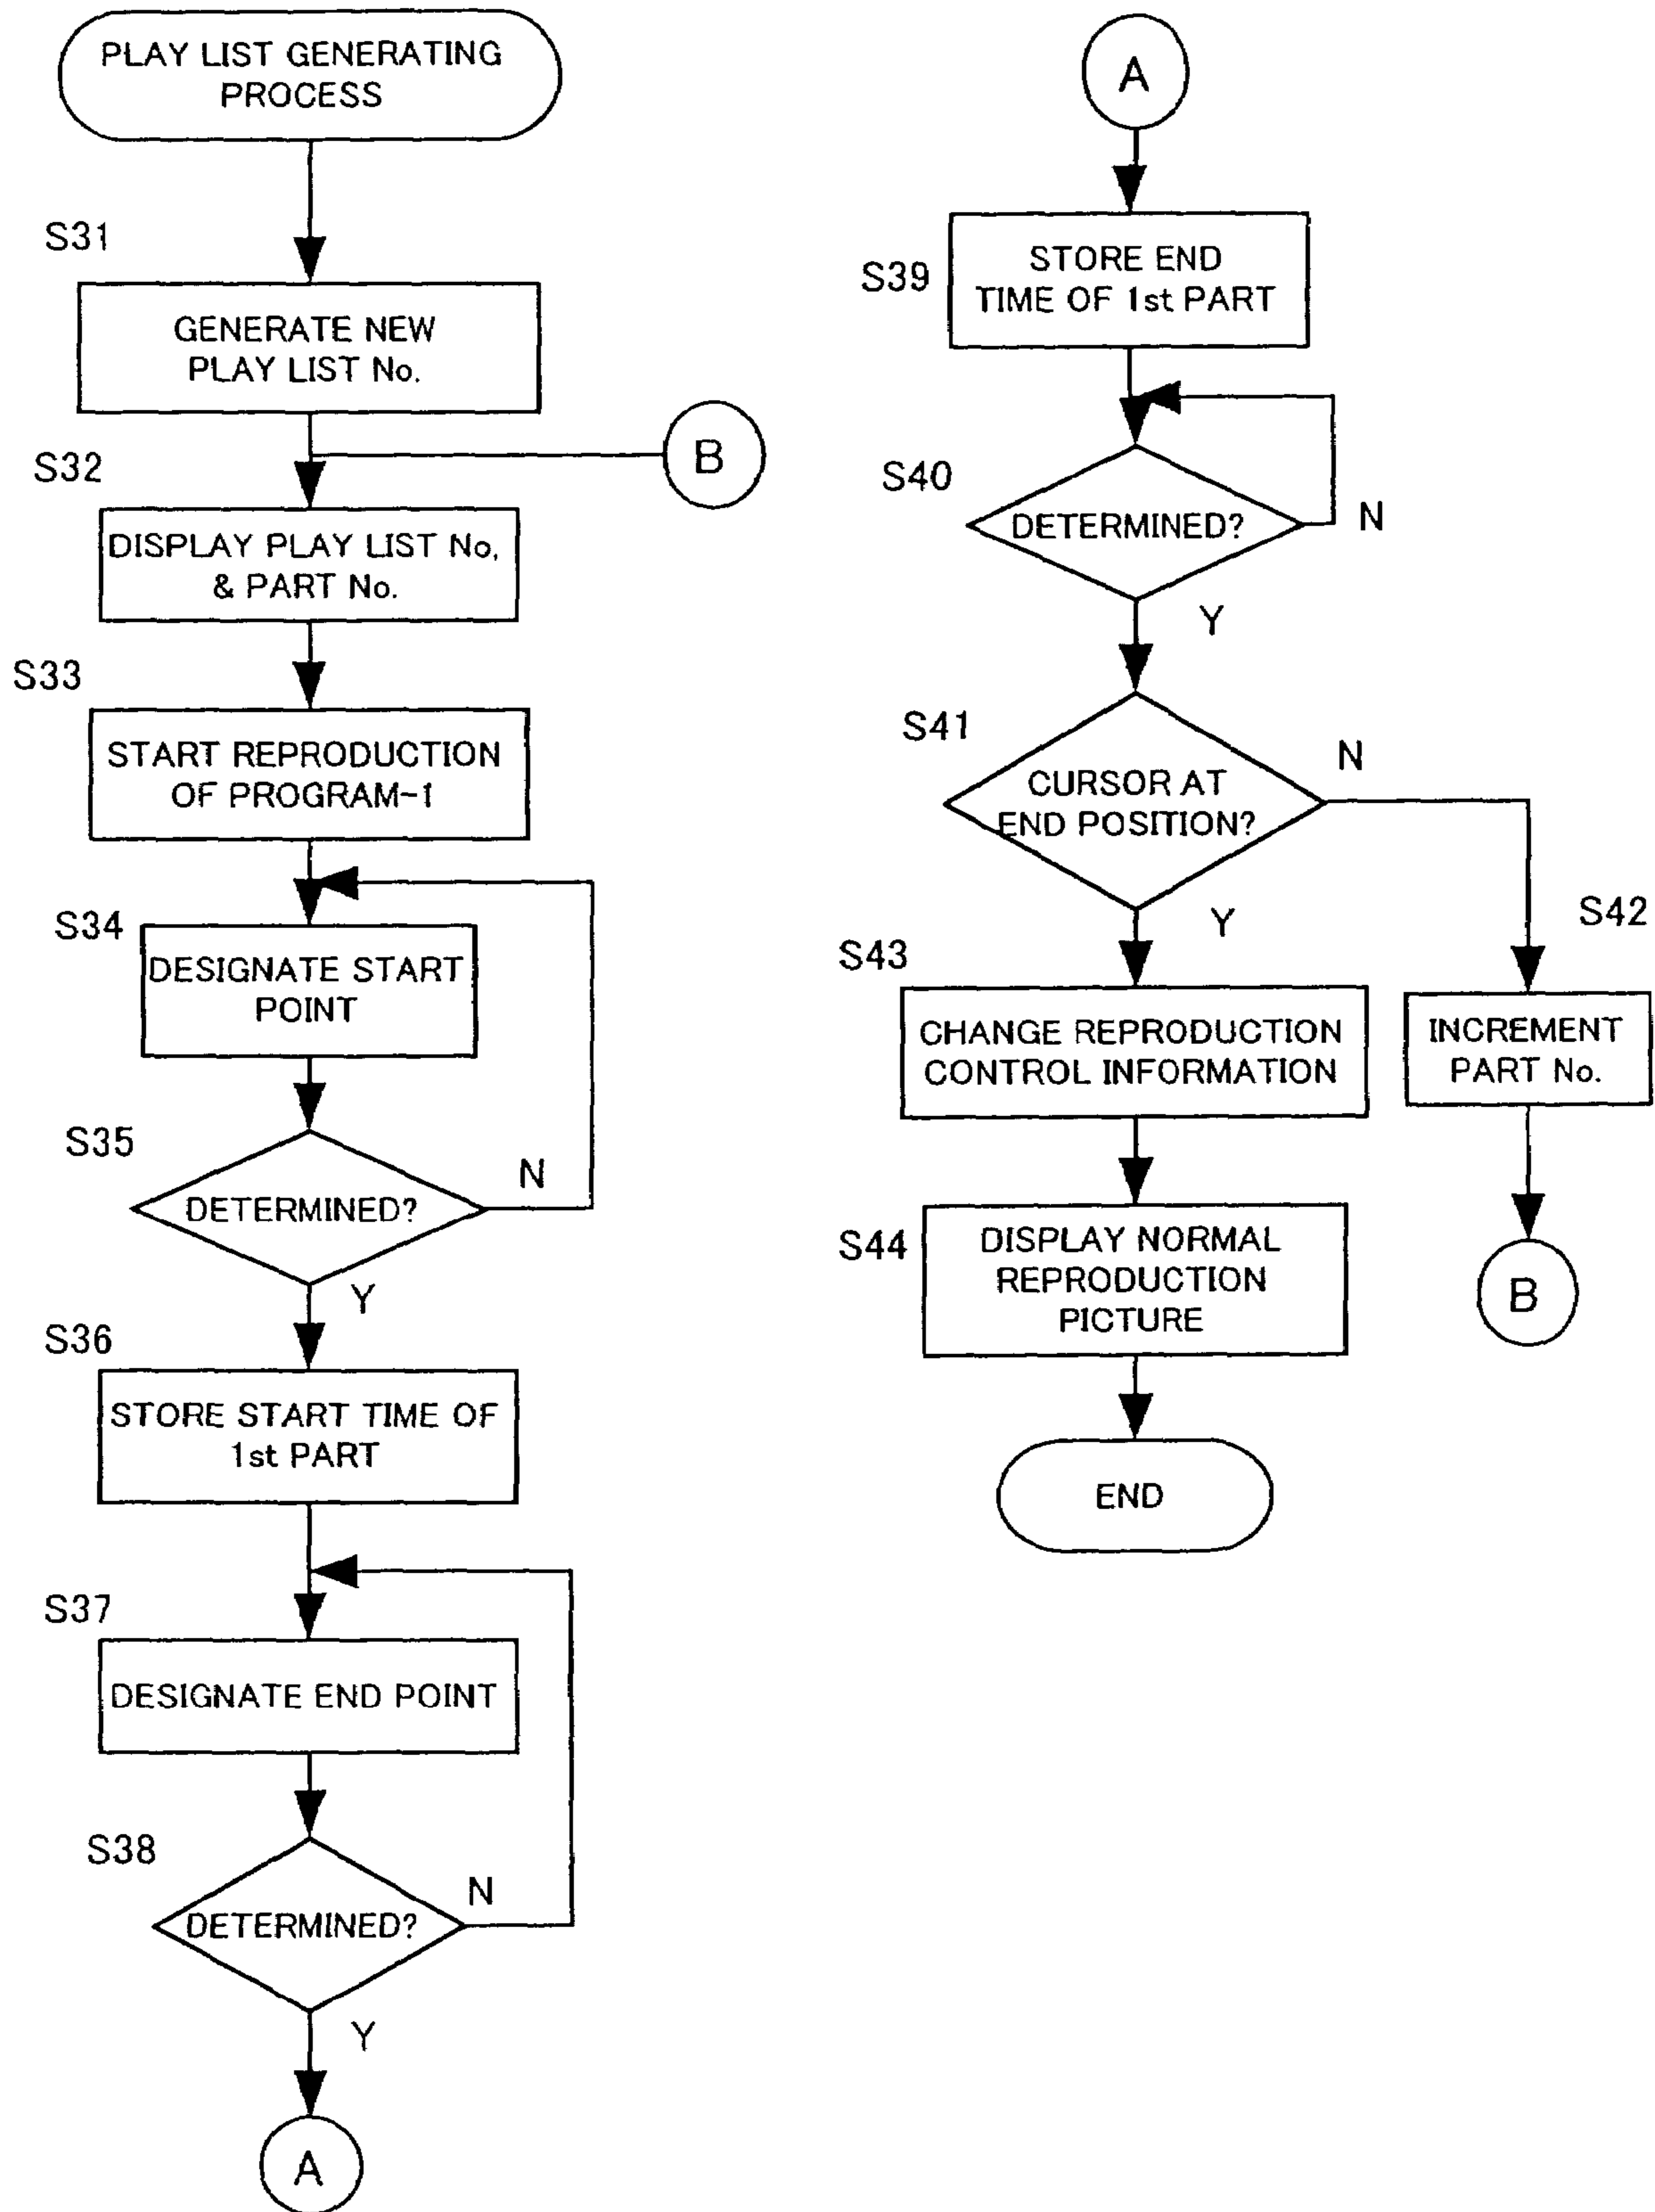 PLAY LIST GENERATING
PROCESS
S31
GENERATE NEW
PLAY LIST No.
B
S32
DISPLAY PLAY LIST No,
& PART No.
S33
START REPRODUCTION
OF PROGRAM-1
S34
DESIGNATE START
POINT
S35
DETERMINED?
N
Y
S36
STORE START TIME OF
1st PART
S37
DESIGNATE END POINT
S38
DETERMINED?
N
Y
A
A
S39
STORE END
TIME OF 1st PART
S40
DETERMINED?
N
Y
S41
CURSOR AT
END POSITION?
N
Y
S42
INCREMENT
PART No.
B
S43
CHANGE REPRODUCTION
CONTROL INFORMATION
S44
DISPLAY NORMAL
REPRODUCTION
PICTURE
END